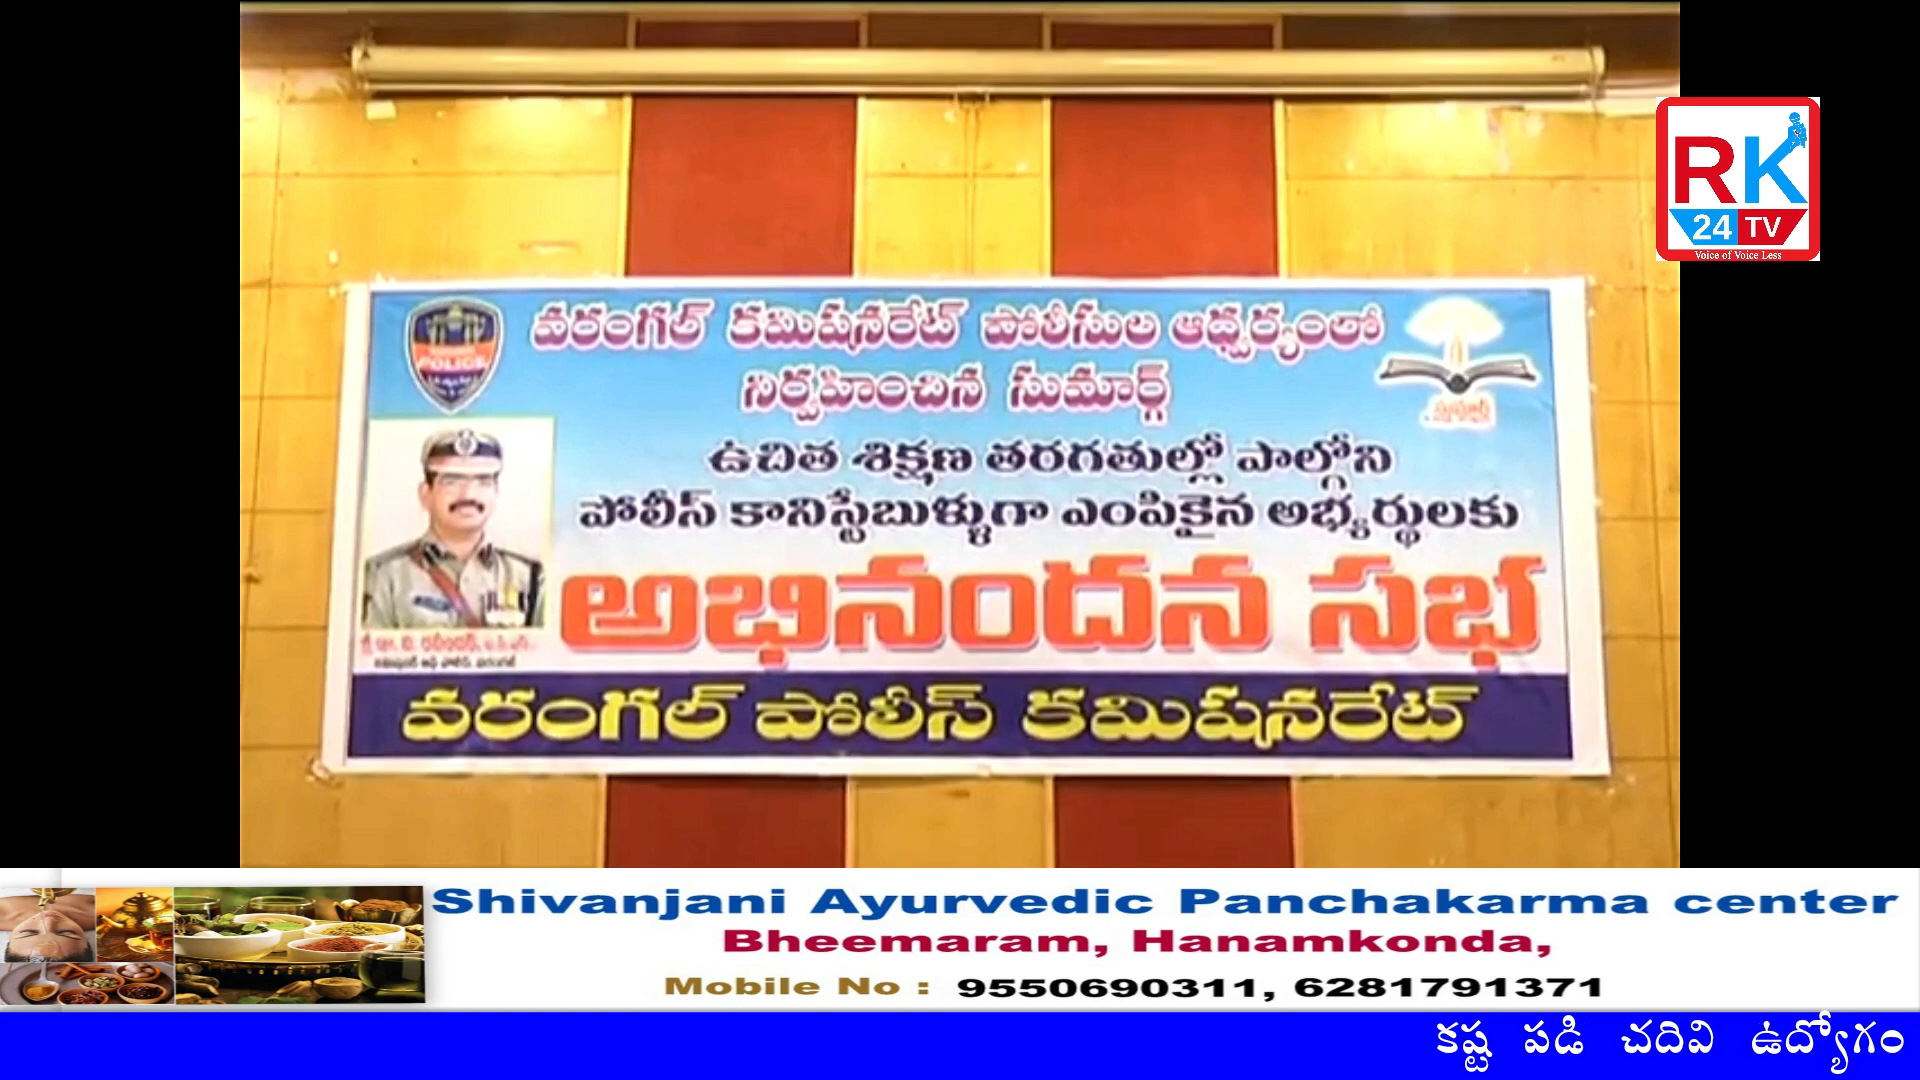 RK
24 TV
Voice of Voice Less
వరంగల్ కమిషనరేట్ పోలీసుల ఆధ్వర్యంలో
నిర్వహించిన సుమార్గ్
POLICE
ఉచిత శిక్షణ తరగతుల్లో పాల్గోని
పోలీస్ కానిస్టేబుళ్ళుగా ఎంపికైన అభ్యర్థులకు
అభినందన సభ
వరంగల్ పోలీస్ కమిషనరేట్
Shivanjani Ayurvedic Panchakarma center
Bheemaram, Hanamkonda,
Mobile No : 9550690311, 6281791371
కష్ట పడి చదివి ఉద్యోగం